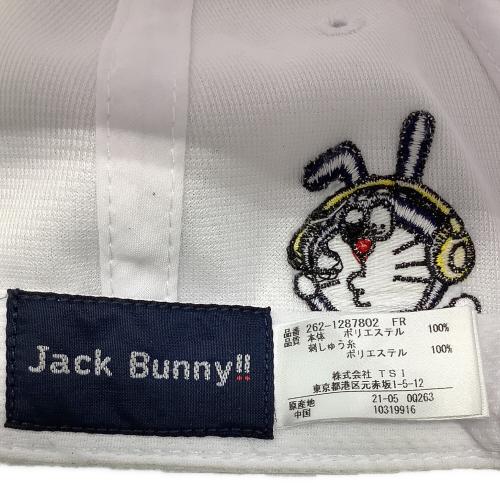 Jack Bunny!!
品番 262-1287802 FR
品質 本体 ポリエステル 100%
刺しゅう糸
ポリエステル 100%
株式会社 TSI
東京都港区元赤坂1-5-12
原産地 21-05 0Q263
中国 10319916